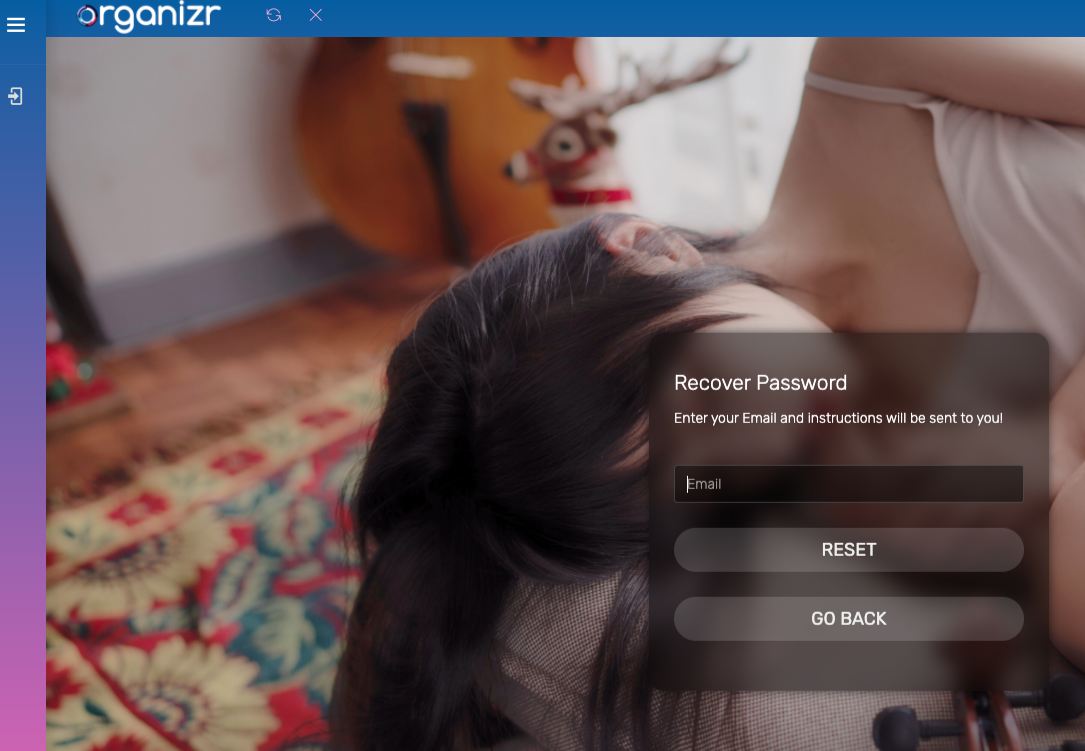 organizr
Recover Password
Enter your Email and instructions will be sent to you!
Email
RESET
GO BACK